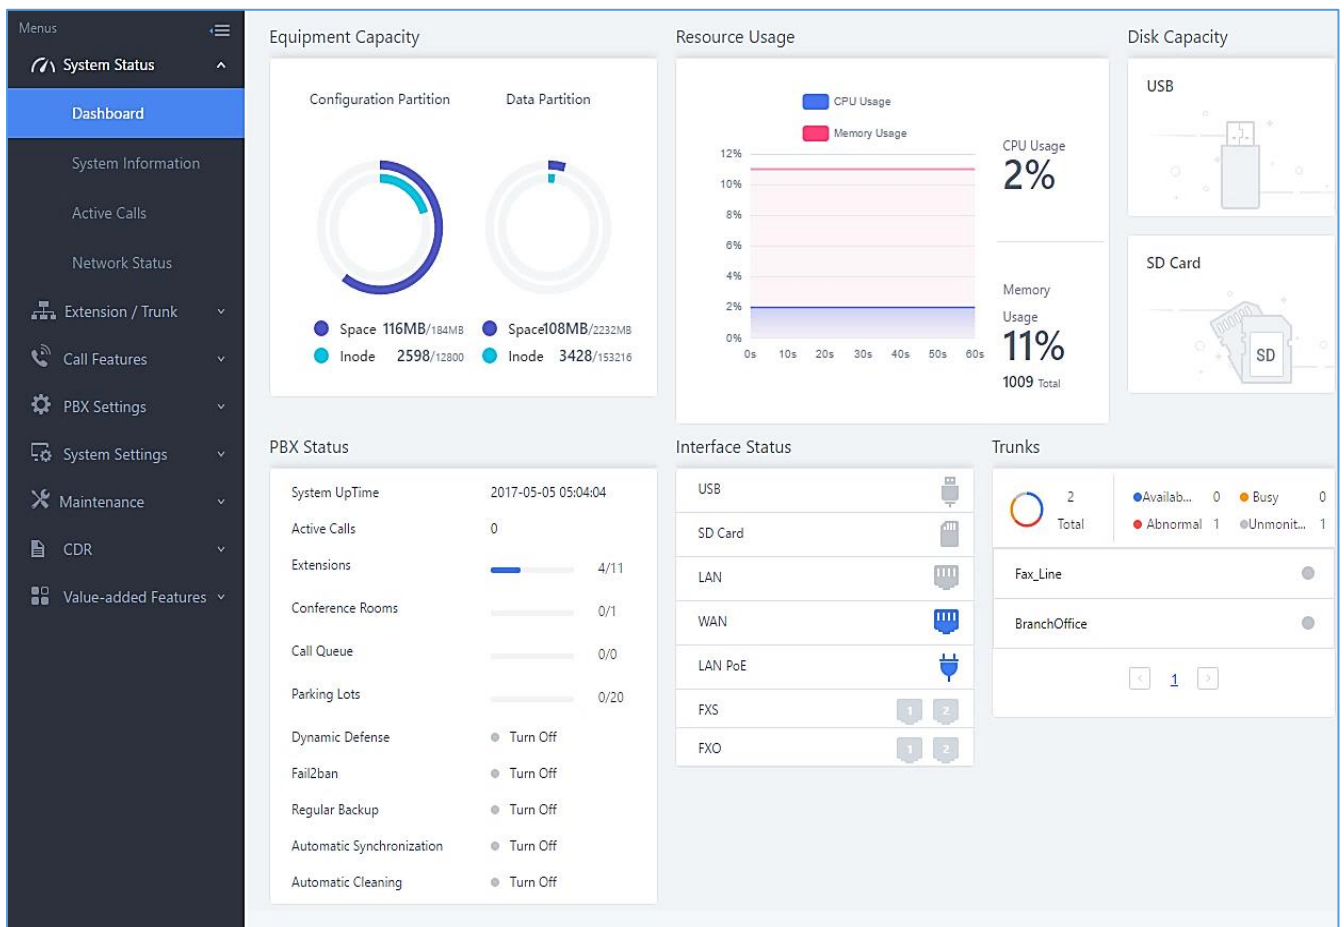 Menus
System Status
Dashboard
System Information
Active Calls
Network Status
Extension / Trunk
Call Features
PBX Settings
System Settings
Maintenance
CDR
Value-added Features
Equipment Capacity
Configuration Partition
Data Partition
Space 116MB/184MB
Inode 2598/12800
Space108MB/2232MB
Inode 3428/153216
Resource Usage
CPU Usage
Memory Usage
12%
10%
8%
6%
4%
2%
0%
0s 10s 20s 30s 40s 50s 60s
CPU Usage
2%
Memory
Usage
11%
1009 Total
Disk Capacity
USB
SD Card
SD
PBX Status
System UpTime 2017-05-05 05:04:04
Active Calls 0
Extensions 4/11
Conference Rooms 0/1
Call Queue 0/0
Parking Lots 0/20
Dynamic Defense Turn Off
Fail2ban Turn Off
Regular Backup Turn Off
Automatic Synchronization Turn Off
Automatic Cleaning Turn Off
Interface Status
USB
SD Card
LAN
WAN
LAN PoE
FXS 1 2
FXO 1 2
Trunks
2
Total
Availab... 0 Busy 0
Abnormal 1 Unmonit... 1
Fax_Line
BranchOffice
< 1 >